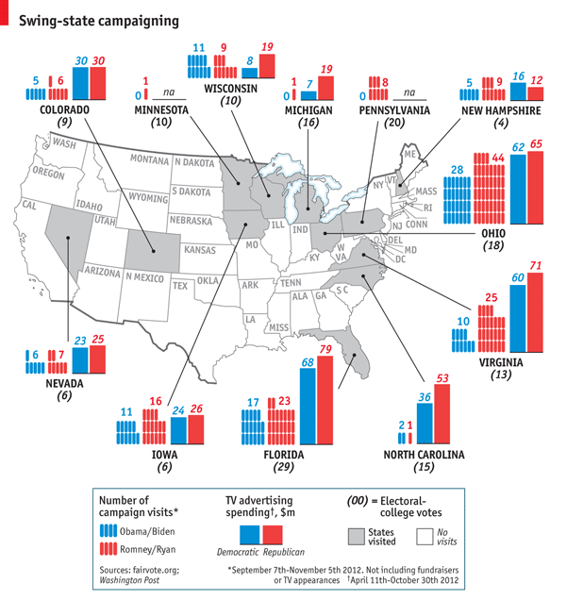 Swing-state campaigning
5 6 30 30
COLORADO
(9)
0 1 na
MINNESOTA
(10)
11 9 8 19
WISCONSIN
(10)
0 1 7 19
MICHIGAN
(16)
0 8 na
PENNSYLVANIA
(20)
5 9 16 12
NEW HAMPSHIRE
(4)
28 44 62 65
OHIO
(18)
10 25 60 71
VIRGINIA
(13)
2 1 36 53
NORTH CAROLINA
(15)
17 23 68 79
FLORIDA
(29)
11 16 24 26
IOWA
(6)
6 7 23 25
NEVADA
(6)
WASH
OREGON
CAL
IDAHO
UTAH
ARIZONA
MONTANA
WYOMING
N MEXICO
N DAKOTA
S DAKOTA
NEBRASKA
KANSAS
OKLA
TEX
MO
ARK
LA
ILL
IND
KY
TENN
MISS
ALA
GA
S C
W
VA
ME
VT
NY
MASS
RI
CONN
NJ
DEL
MD
DC
Number of
campaign visits*
Obama/Biden
Romney/Ryan
TV advertising
spending†, $m
Democratic Republican
(00) = Electoral-
college votes
States
visited
No
visits
Sources: fairvote.org;
Washington Post
*September 7th-November 5th 2012. Not including fundraisers
or TV appearances †April 11th-October 30th 2012